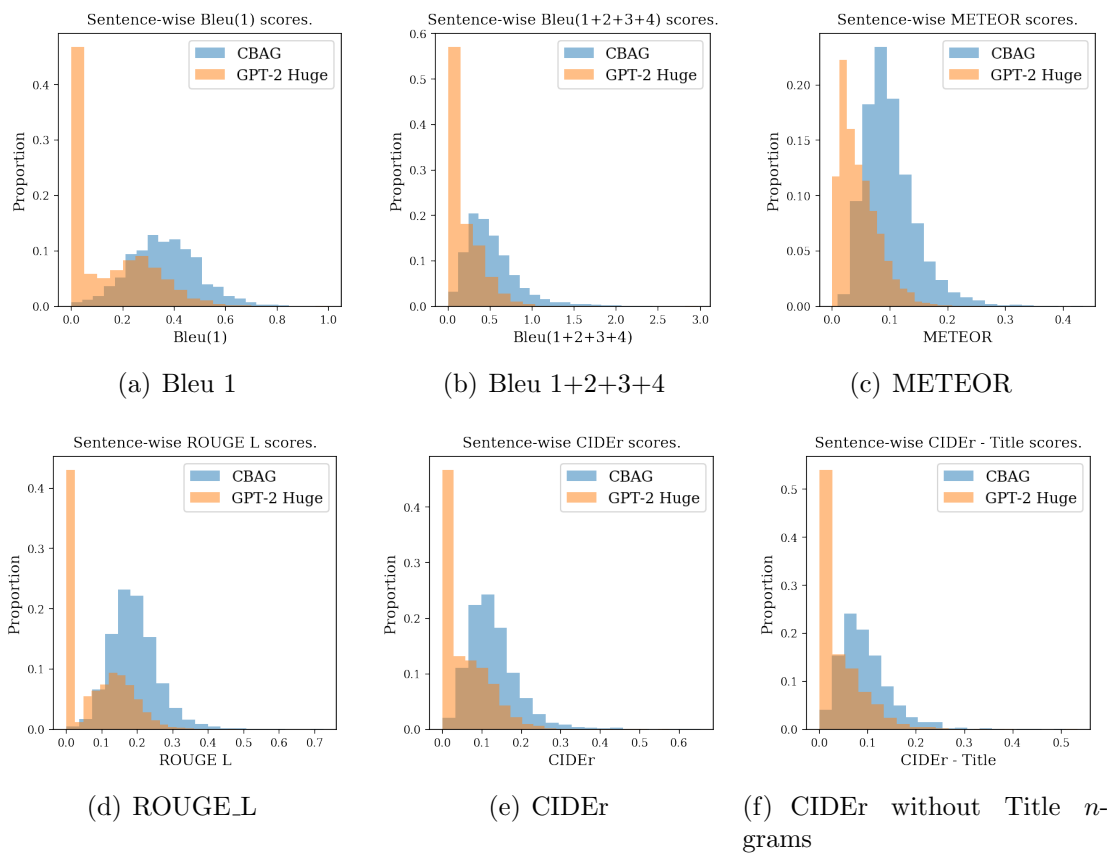 Sentence-wise Bleu(1) scores.
CBAG
GPT-2 Huge
Proportion
0.4
0.3
0.2
0.1
0.0
0.0 0.2 0.4 0.6 0.8 1.0
Bleu(1)
(a) Bleu 1
Sentence-wise Bleu(1+2+3+4) scores.
CBAG
GPT-2 Huge
Proportion
0.6
0.5
0.4
0.3
0.2
0.1
0.0
0.0 0.5 1.0 1.5 2.0 2.5 3.0
Bleu(1+2+3+4)
(b) Bleu 1+2+3+4
Sentence-wise METEOR scores.
CBAG
GPT-2 Huge
Proportion
0.20
0.15
0.10
0.05
0.00
0.0 0.1 0.2 0.3 0.4
METEOR
(c) METEOR
Sentence-wise ROUGE L scores.
CBAG
GPT-2 Huge
Proportion
0.4
0.3
0.2
0.1
0.0
0.0 0.1 0.2 0.3 0.4 0.5 0.6 0.7
ROUGE L
(d) ROUGE_L
Sentence-wise CIDEr scores.
CBAG
GPT-2 Huge
Proportion
0.4
0.3
0.2
0.1
0.0
0.0 0.1 0.2 0.3 0.4 0.5 0.6
CIDEr
(e) CIDEr
Sentence-wise CIDEr - Title scores.
CBAG
GPT-2 Huge
Proportion
0.5
0.4
0.3
0.2
0.1
0.0
0.0 0.1 0.2 0.3 0.4 0.5
CIDEr - Title
(f) CIDEr without Title n-
grams